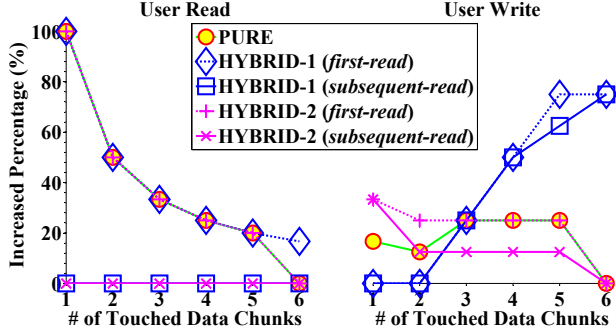 User Read
User Write
Increased Percentage (%)
100
80
60
40
20
0
PURE
HYBRID-1 (first-read)
HYBRID-1 (subsequent-read)
HYBRID-2 (first-read)
HYBRID-2 (subsequent-read)
1 2 3 4 5 6
1 2 3 4 5 6
# of Touched Data Chunks
# of Touched Data Chunks